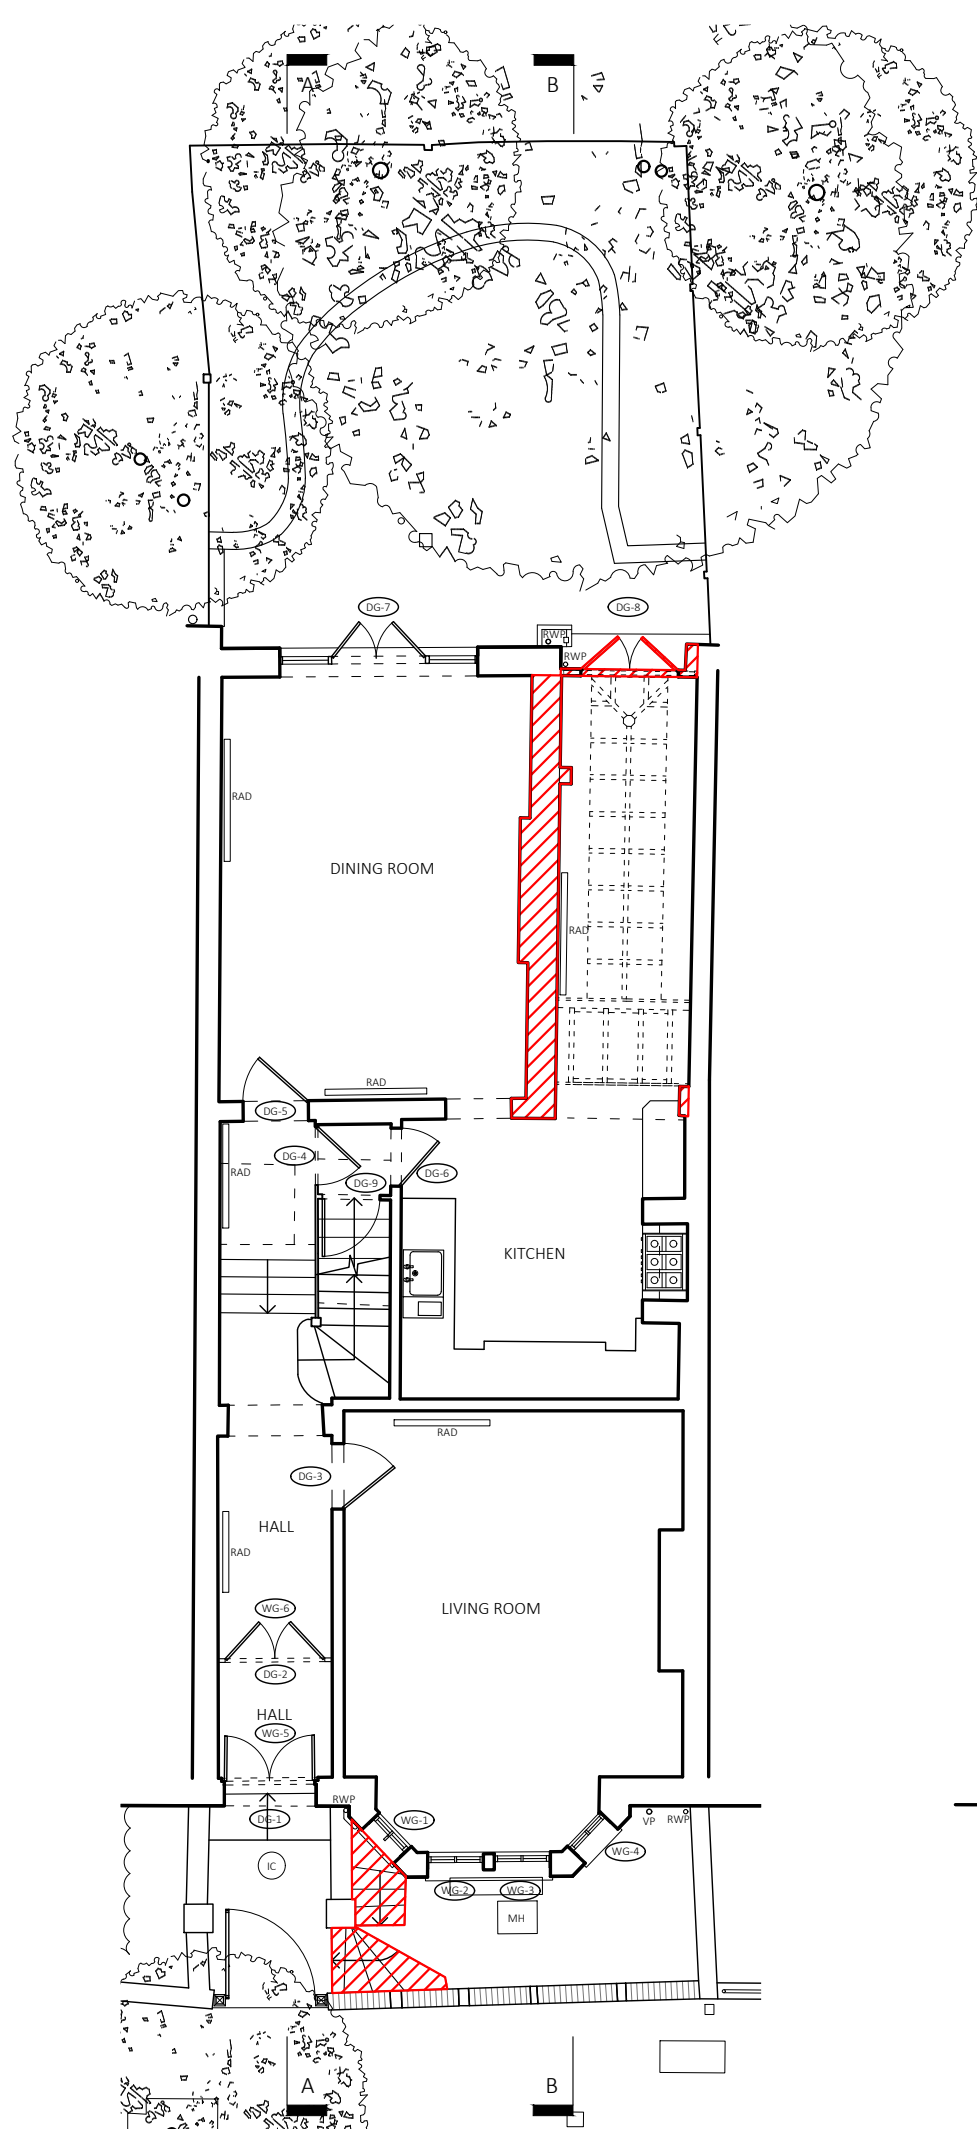 A
B
DG-7
DG-8
RWP
RWP
RAD
DINING ROOM
RAD
RAD
DG-5
DG-4
DG-6
RAD
DG-9
KITCHEN
RAD
DG-3
HALL
RAD
WG-6
LIVING ROOM
DG-2
HALL
WG-5
RWP
DG-1
WG-1
VP
RWP
WG-4
IC
WG-2
WG-3
MH
A
B